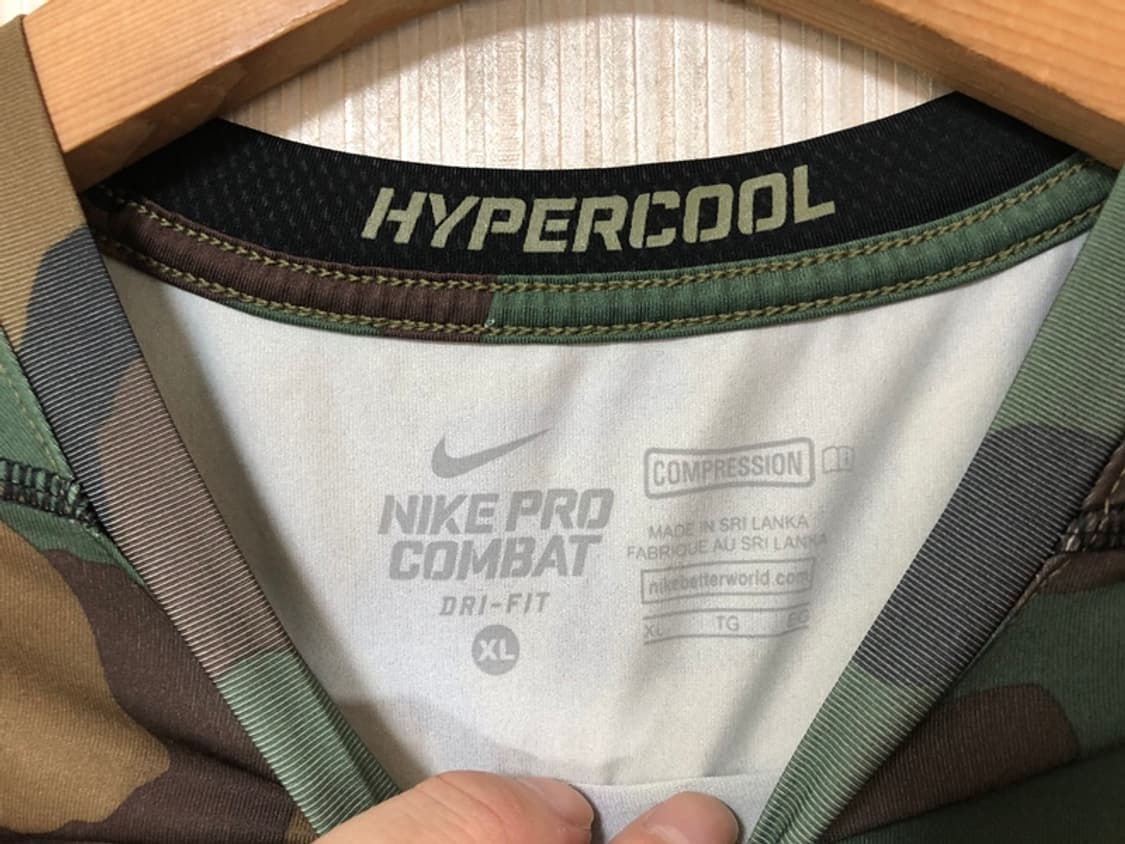 HYPERCOOL
NIKE PRO
COMBAT
DRI-FIT
XL
COMPRESSION
MADE IN SRI LANKA
FABRIQUE AU SRI LANKA
nikebetterworld.com
XL TG EG